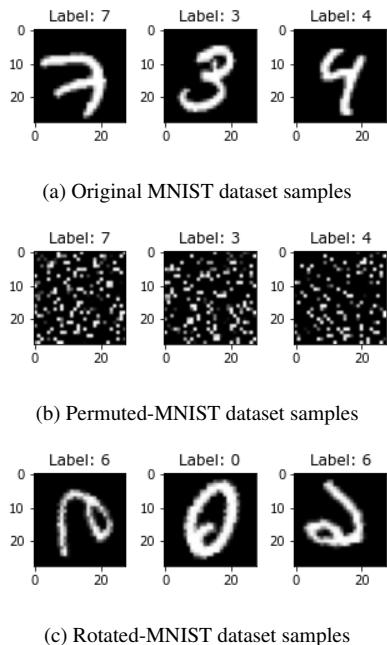 Label: 7 Label: 3 Label: 4
0 0 0
10 10 10
20 20 20
0 20 0 20 0 20
(a) Original MNIST dataset samples
Label: 7 Label: 3 Label: 4
0 0 0
10 10 10
20 20 20
0 20 0 20 0 20
(b) Permuted-MNIST dataset samples
Label: 6 Label: 0 Label: 6
0 0 0
10 10 10
20 20 20
0 20 0 20 0 20
(c) Rotated-MNIST dataset samples